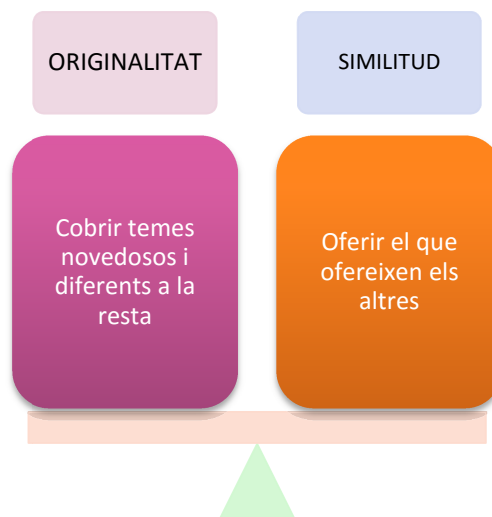 ORIGINALITAT
SIMILITUD
Cobrir temes
novedosos i
diferents a la
resta
Oferir el que
ofereixen els
altres